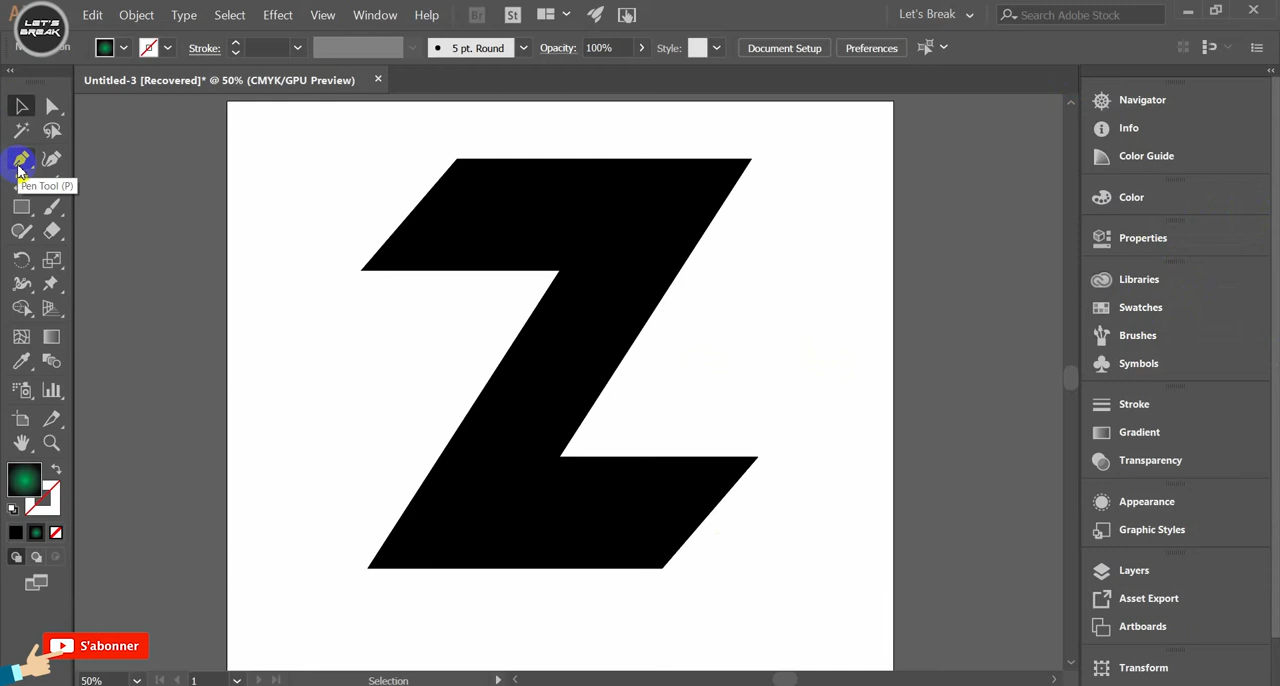 LET'S
BREAK
Edit Object Type Select Effect View Window Help Br St Let's Break Search Adobe Stock
Stroke: 5 pt. Round Opacity: 100% Style: Document Setup Preferences
Untitled-3 [Recovered]* @ 50% (CMYK/GPU Preview)
Pen Tool (P)
Navigator
Info
Color Guide
Color
Properties
Libraries
Swatches
Brushes
Symbols
Stroke
Gradient
Transparency
Appearance
Graphic Styles
Layers
Asset Export
Artboards
Transform
Z
S'abonner
50% 1 Selection